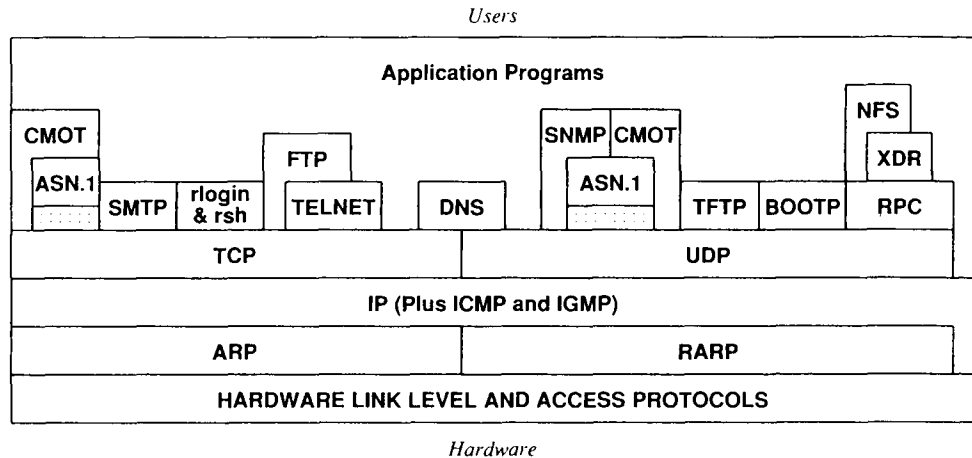 Users
Application Programs
NFS
CMOT
SNMP CMOT
FTP
XDR
ASN.1
ASN.1
SMTP
rlogin
& rsh
TELNET
DNS
TFTP
BOOTP
RPC
TCP
UDP
IP (Plus ICMP and IGMP)
ARP
RARP
HARDWARE LINK LEVEL AND ACCESS PROTOCOLS
Hardware